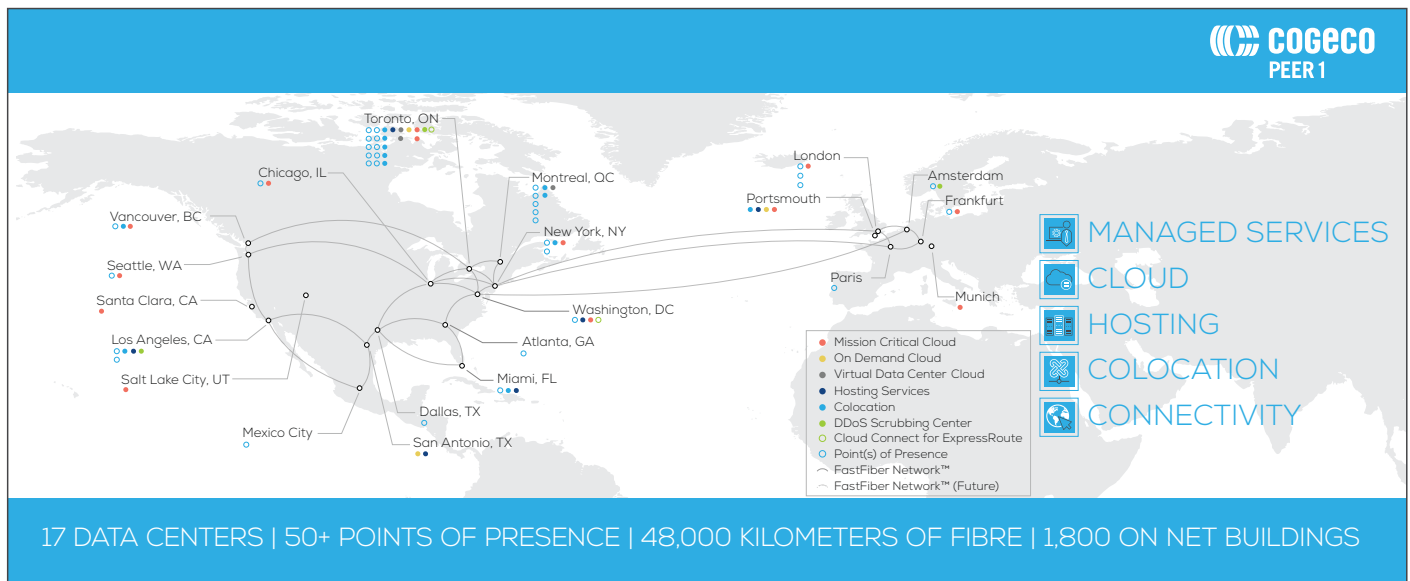 COGECO
PEER 1
Toronto, ON
Chicago, IL
Montreal, QC
Vancouver, BC
New York, NY
Seattle, WA
Santa Clara, CA
Washington, DC
Los Angeles, CA
Atlanta, GA
Salt Lake City, UT
Miami, FL
Dallas, TX
Mexico City
San Antonio, TX
London
Amsterdam
Portsmouth
Frankfurt
Paris
Munich
Mission Critical Cloud
On Demand Cloud
Virtual Data Center Cloud
Hosting Services
Colocation
DDoS Scrubbing Center
Cloud Connect for ExpressRoute
Point(s) of Presence
FastFiber Network™
FastFiber Network™ (Future)
MANAGED SERVICES
CLOUD
HOSTING
COLOCATION
CONNECTIVITY
17 DATA CENTERS | 50+ POINTS OF PRESENCE | 48,000 KILOMETERS OF FIBRE | 1,800 ON NET BUILDINGS